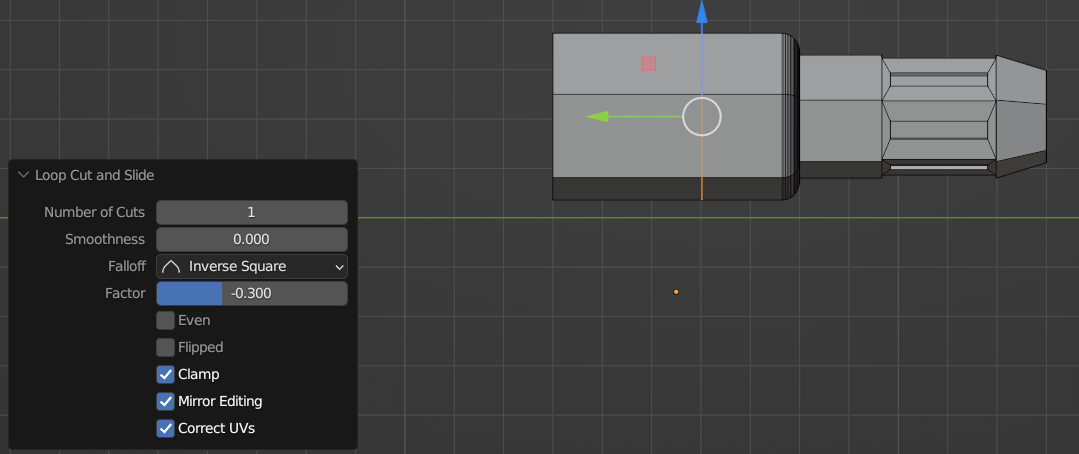 Loop Cut and Slide
Number of Cuts 1
Smoothness 0.000
Falloff Inverse Square
Factor -0.300
Even
Flipped
Clamp
Mirror Editing
Correct UVs